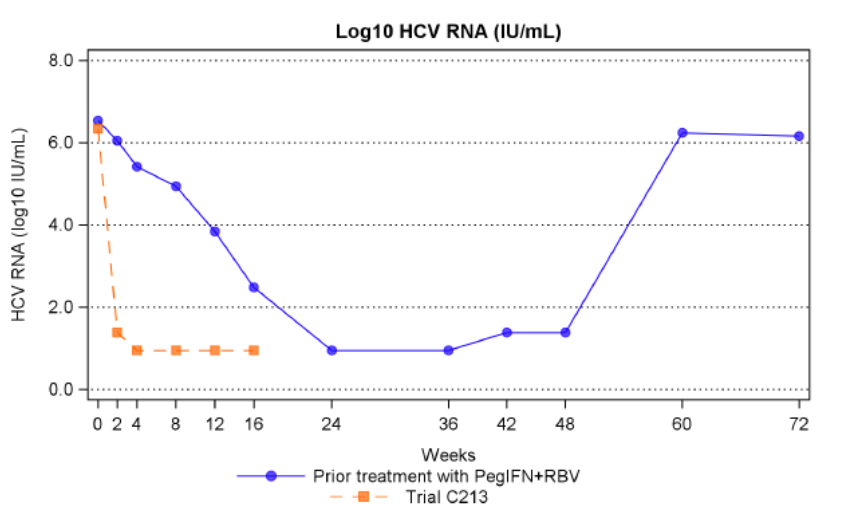 Log10 HCV RNA (IU/mL)
HCV RNA (log10 IU/mL)
8.0
6.0
4.0
2.0
0.0
0 2 4 8 12 16 24 36 42 48 60 72
Weeks
Prior treatment with PegIFN+RBV
Trial C213